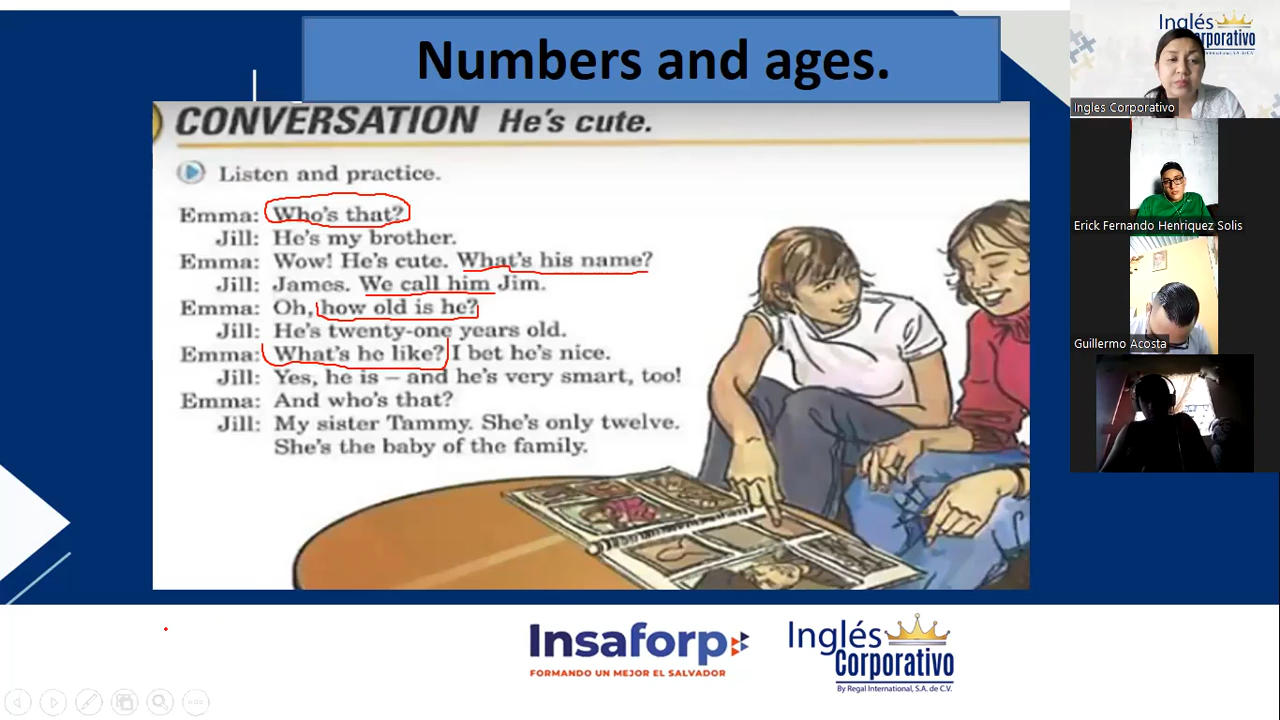 Numbers and ages.
CONVERSATION He's cute.
Listen and practice.
Emma: Who's that?
Jill: He's my brother.
Emma: Wow! He's cute. What's his name?
Jill: James. We call him Jim.
Emma: Oh, how old is he?
Jill: He's twenty-one years old.
Emma: What's he like? I bet he's nice.
Jill: Yes, he is – and he's very smart, too!
Emma: And who's that?
Jill: My sister Tammy. She's only twelve.
She's the baby of the family.
Insaforp
FORMANDO UN MEJOR EL SALVADOR
Inglés
Corporativo
By Regal International, S.A. de C.V.
Inglés
Corporativo
Ingles Corporativo
Erick Fernando Henriquez Solis
Guillermo Acosta